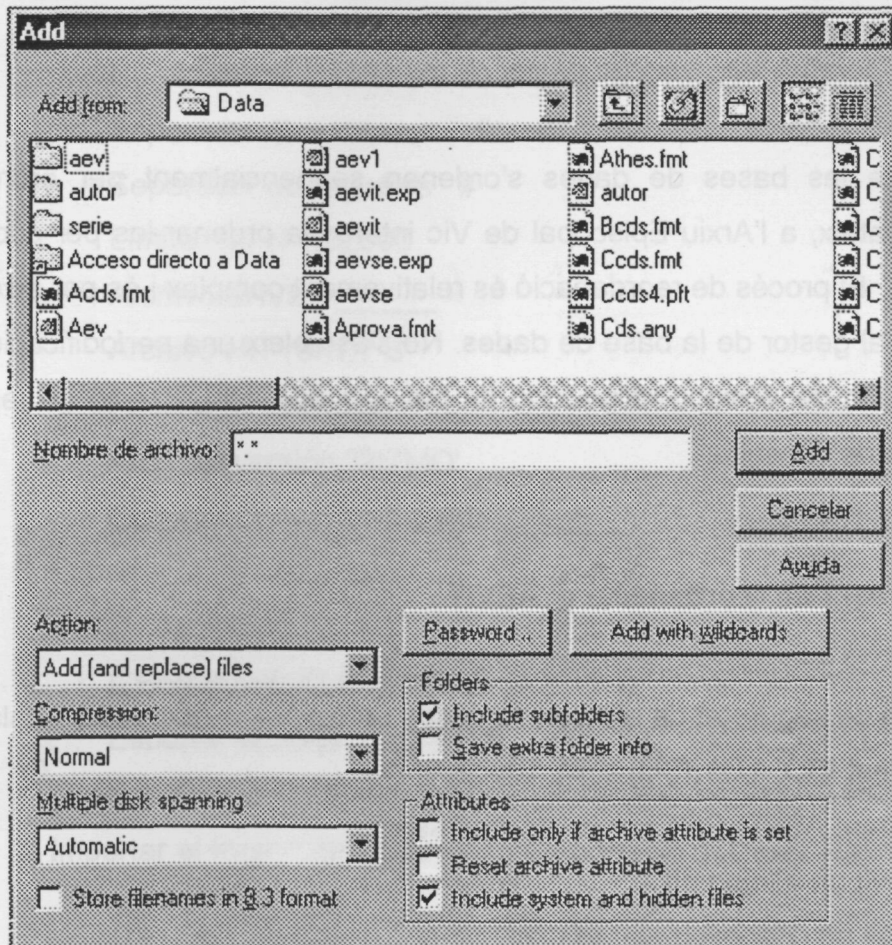 Add
Add from: Data
aev
autor
serie
Acceso directo a Data
Acds.fmt
Aev
aev1
aevit.exp
aevit
aevse.exp
aevse
Aprova.fmt
Athes.fmt
autor
Bcds.fmt
Ccds.fmt
Ccds4.pft
Cds.any
C
C
C
C
C
C
Nombre de archivo: *.*
Add
Cancelar
Ayuda
Action:
Add (and replace) files
Password..
Add with wildcards
Compression:
Normal
Folders
Include subfolders
Save extra folder info
Multiple disk spanning
Automatic
Store filenames in 8.3 format
Attributes
Include only if archive attribute is set
Reset archive attribute
Include system and hidden files